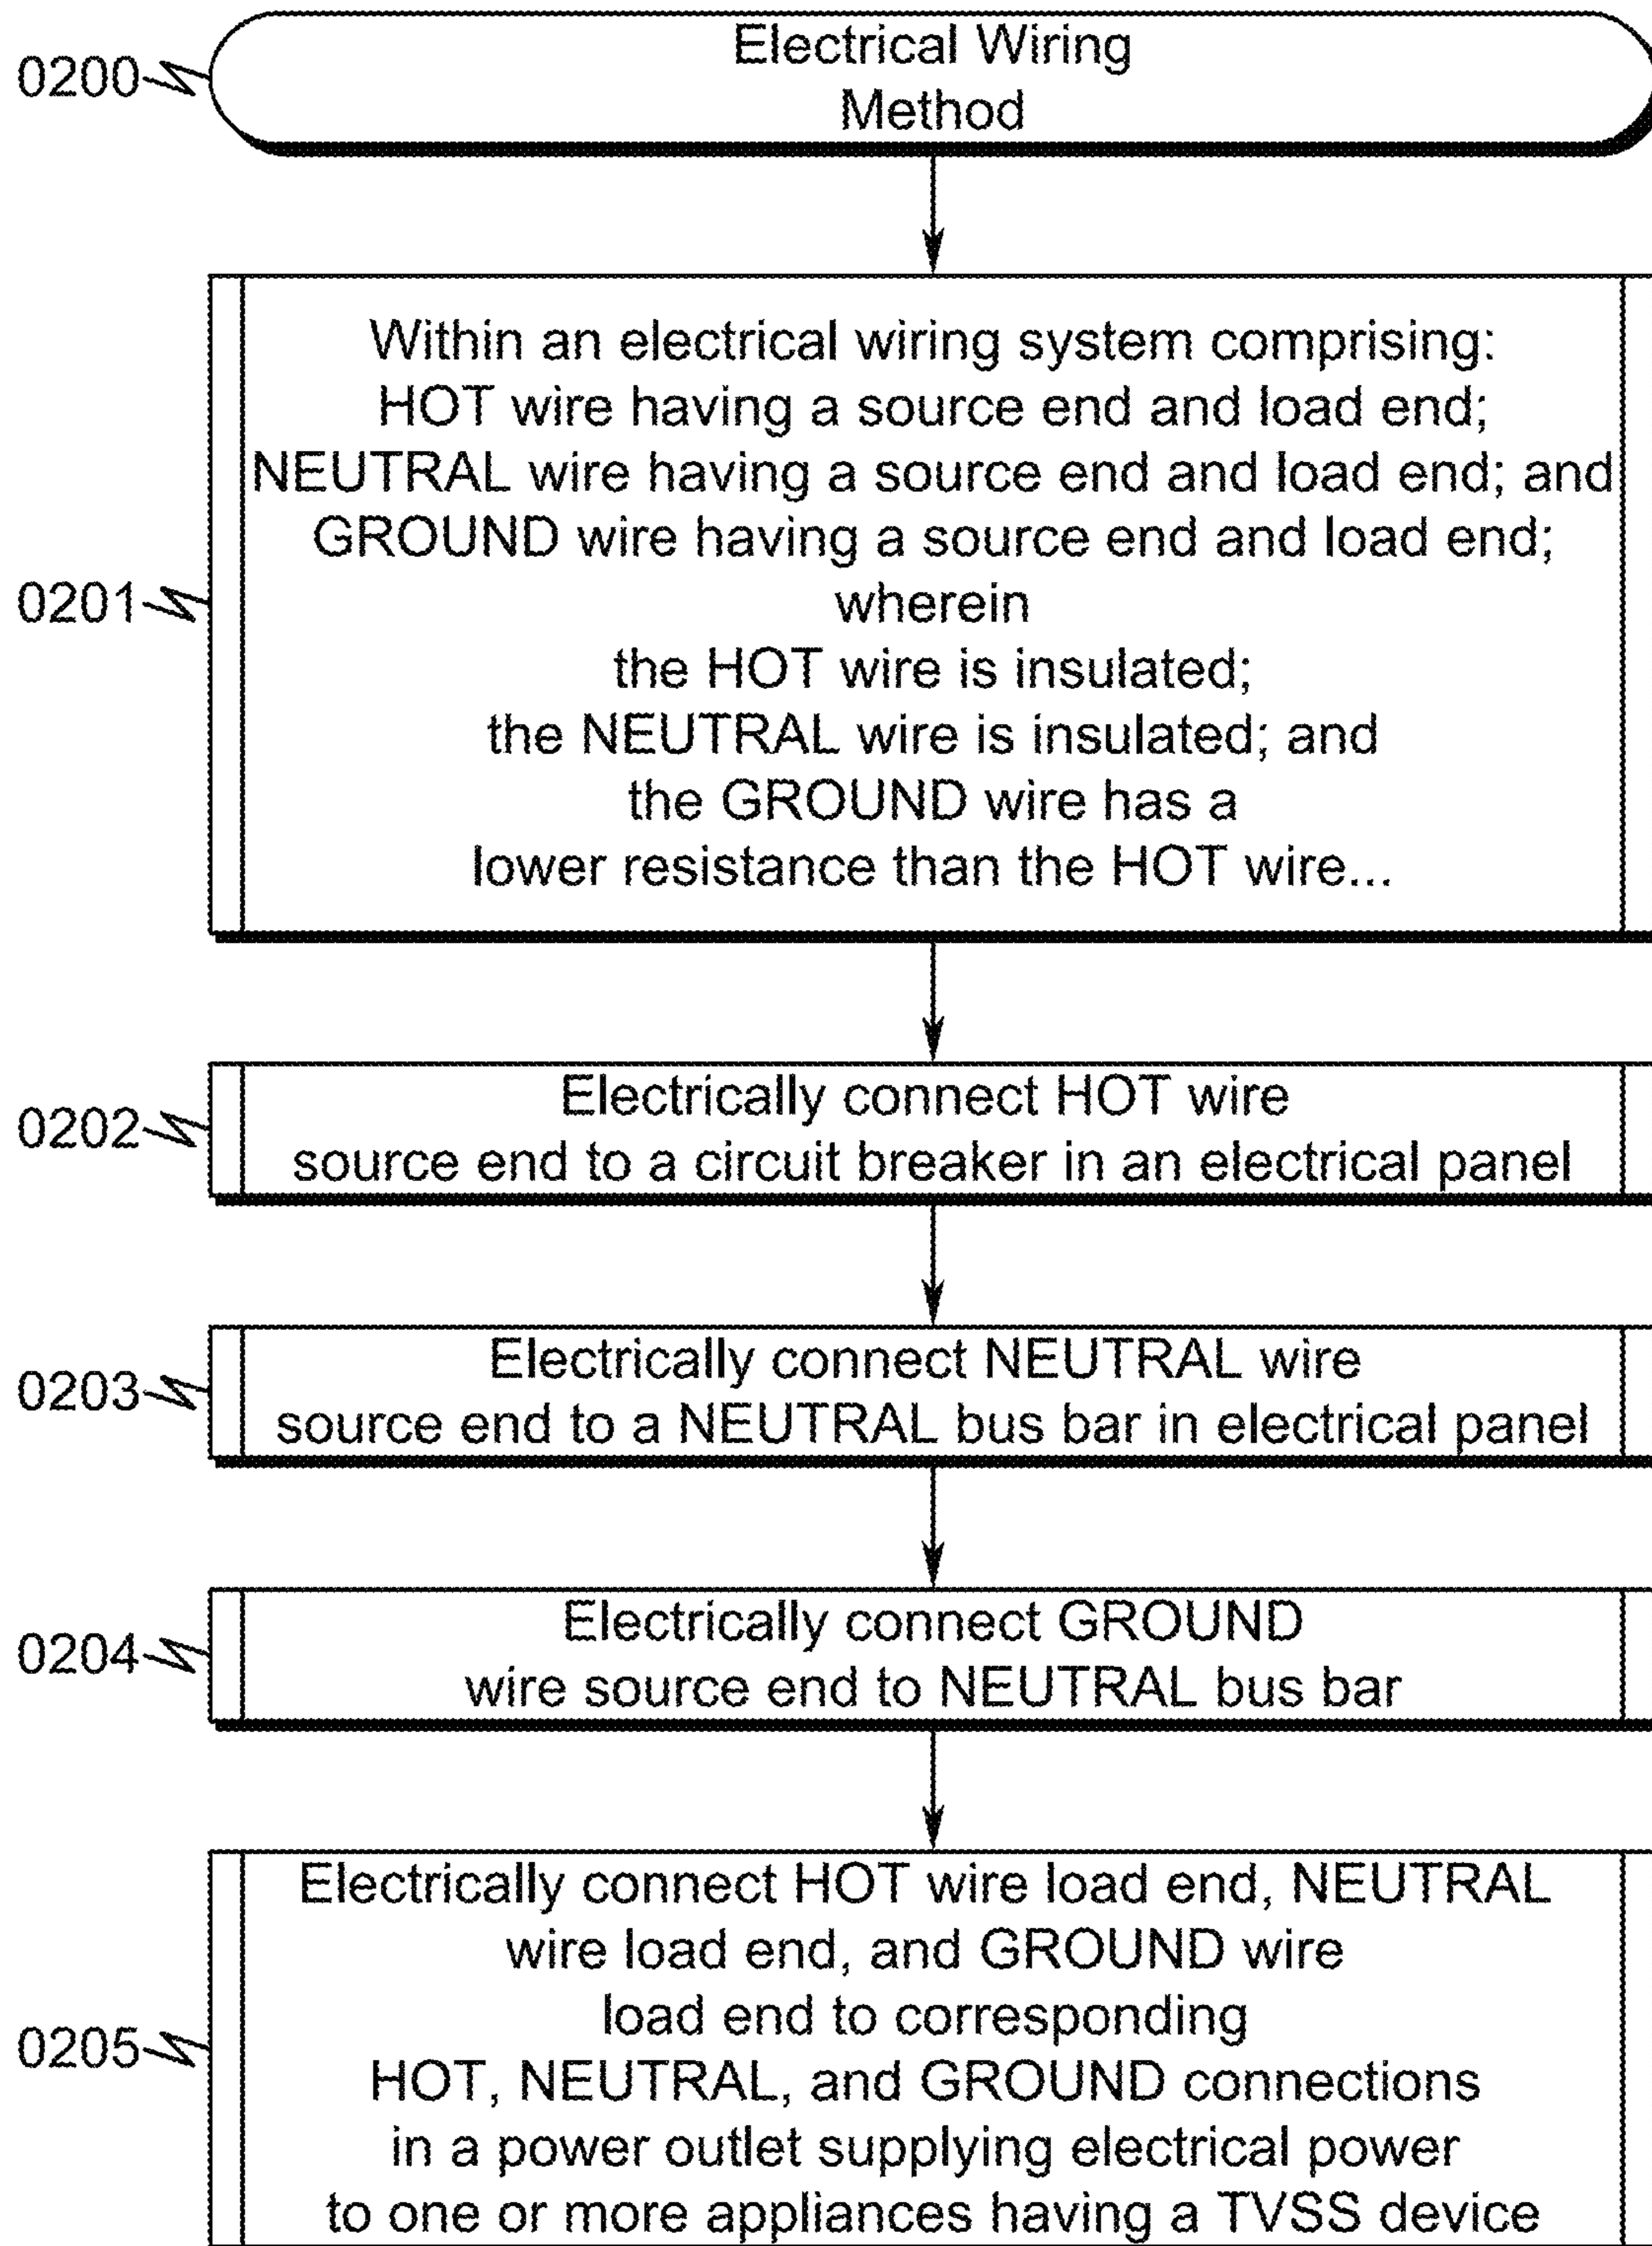 0200
Electrical Wiring
Method
0201
Within an electrical wiring system comprising:
HOT wire having a source end and load end;
NEUTRAL wire having a source end and load end; and
GROUND wire having a source end and load end;
wherein
the HOT wire is insulated;
the NEUTRAL wire is insulated; and
the GROUND wire has a
lower resistance than the HOT wire...
0202
Electrically connect HOT wire
source end to a circuit breaker in an electrical panel
0203
Electrically connect NEUTRAL wire
source end to a NEUTRAL bus bar in electrical panel
0204
Electrically connect GROUND
wire source end to NEUTRAL bus bar
0205
Electrically connect HOT wire load end, NEUTRAL
wire load end, and GROUND wire
load end to corresponding
HOT, NEUTRAL, and GROUND connections
in a power outlet supplying electrical power
to one or more appliances having a TVSS device